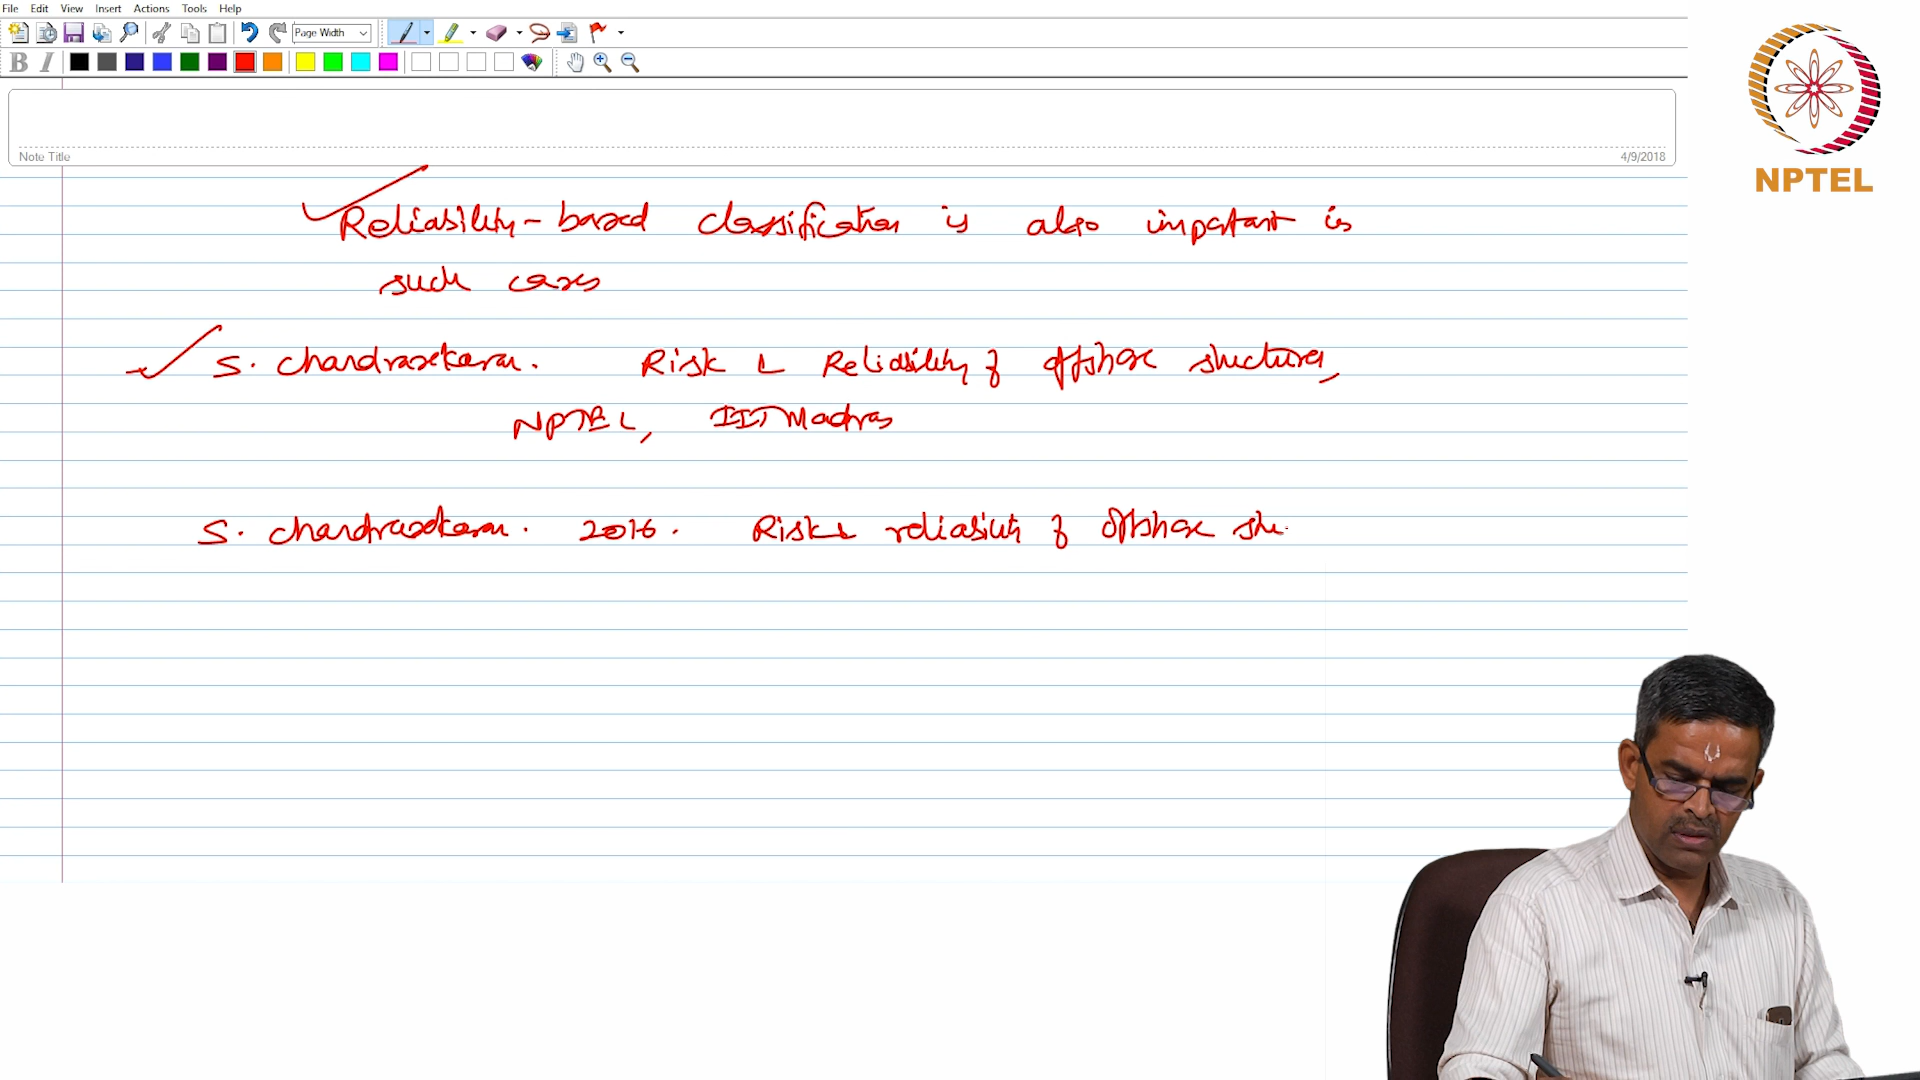 File Edit View Insert Actions Tools Help
Page Width
B I
Note Title
4/9/2018
NPTEL
Reliability-based classification is also important is
such cases
S. Chandrasekaran. Risk & Reliability of offshore structures,
NPTEL, IIT Madras
S. Chandrasekaran. 2016. Risk & reliability of offshore stru